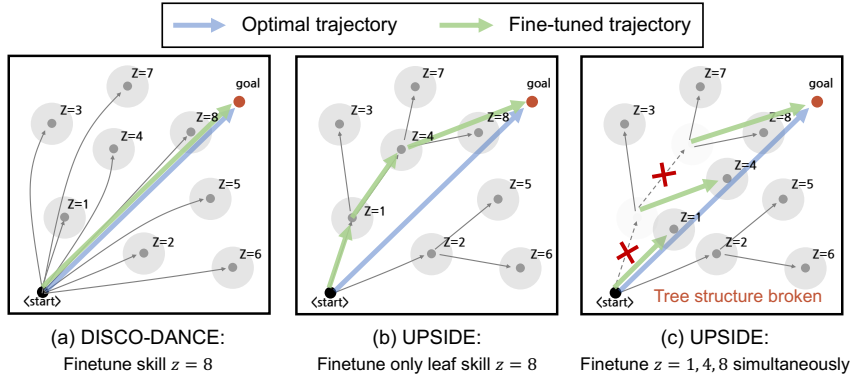 Optimal trajectory
Fine-tuned trajectory
Z=7
goal
Z=3
Z=4
Z=8
Z=5
Z=1
Z=2
Z=6
<start>
Z=7
goal
Z=3
Z=4
Z=8
Z=5
Z=1
Z=2
Z=6
<start>
Z=7
goal
Z=3
Z=8
Z=4
Z=5
Z=1
Z=2
Z=6
<start>
Tree structure broken
(a) DISCO-DANCE:
Finetune skill z = 8
(b) UPSIDE:
Finetune only leaf skill z = 8
(c) UPSIDE:
Finetune z = 1, 4, 8 simultaneously